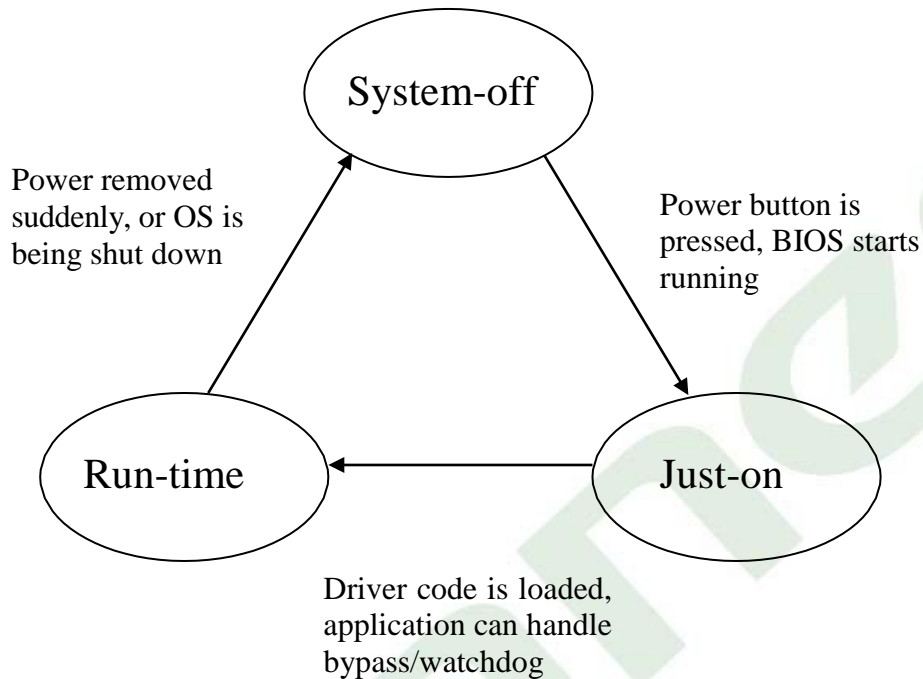 System-off
Power removed
suddenly, or OS is
being shut down
Power button is
pressed, BIOS starts
running
Run-time
Just-on
Driver code is loaded,
application can handle
bypass/watchdog